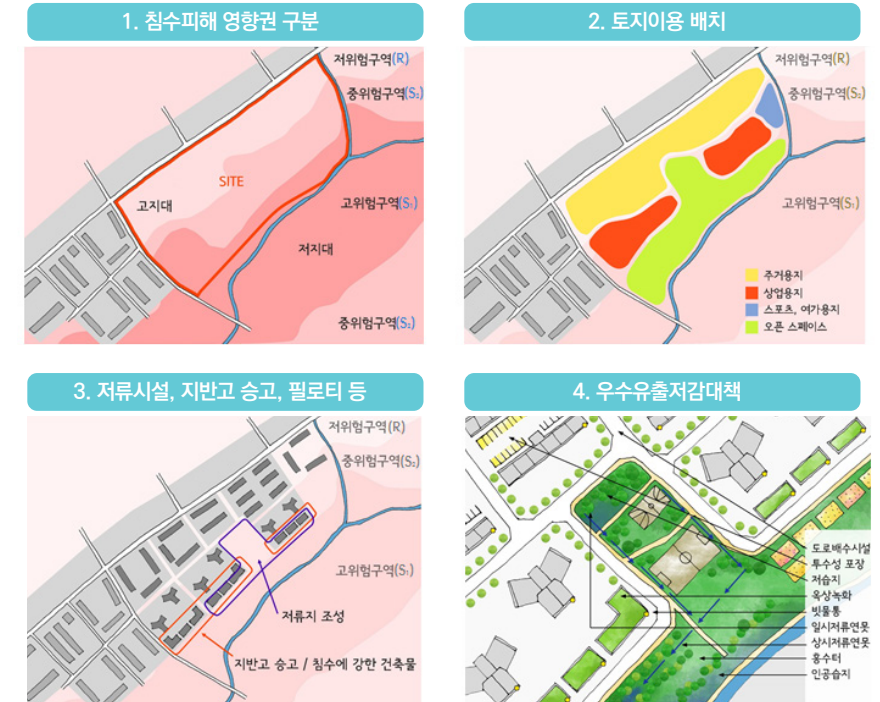 1. 침수피해 영향권 구분
저위험구역(R)
중위험구역(S₂)
SITE
고지대
고위험구역(S₁)
저지대
중위험구역(S₂)
2. 토지이용 배치
저위험구역(R)
중위험구역(S₂)
고위험구역(S₁)
주거용지
상업용지
스포츠, 여가용지
오픈 스페이스
3. 저류시설, 지반고 승고, 필로티 등
저위험구역(R)
중위험구역(S₂)
고위험구역(S₁)
저류지 조성
지반고 승고 / 침수에 강한 건축물
4. 우수유출저감대책
도로배수시설
투수성 포장
저습지
옥상녹화
빗물통
일시저류연못
상시저류연못
홍수터
인공습지